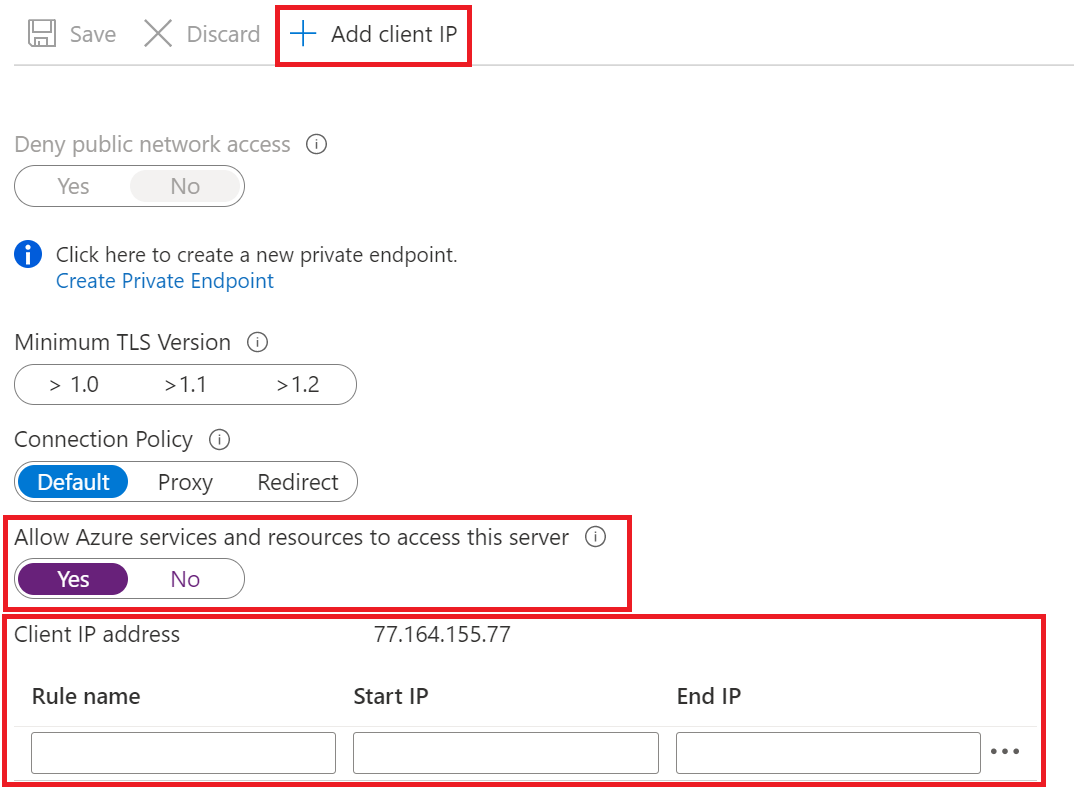 Save Discard Add client IP
Deny public network access
Yes No
Click here to create a new private endpoint.
Create Private Endpoint
Minimum TLS Version
> 1.0 >1.1 >1.2
Connection Policy
Default Proxy Redirect
Allow Azure services and resources to access this server
Yes No
Client IP address 77.164.155.77
Rule name Start IP End IP